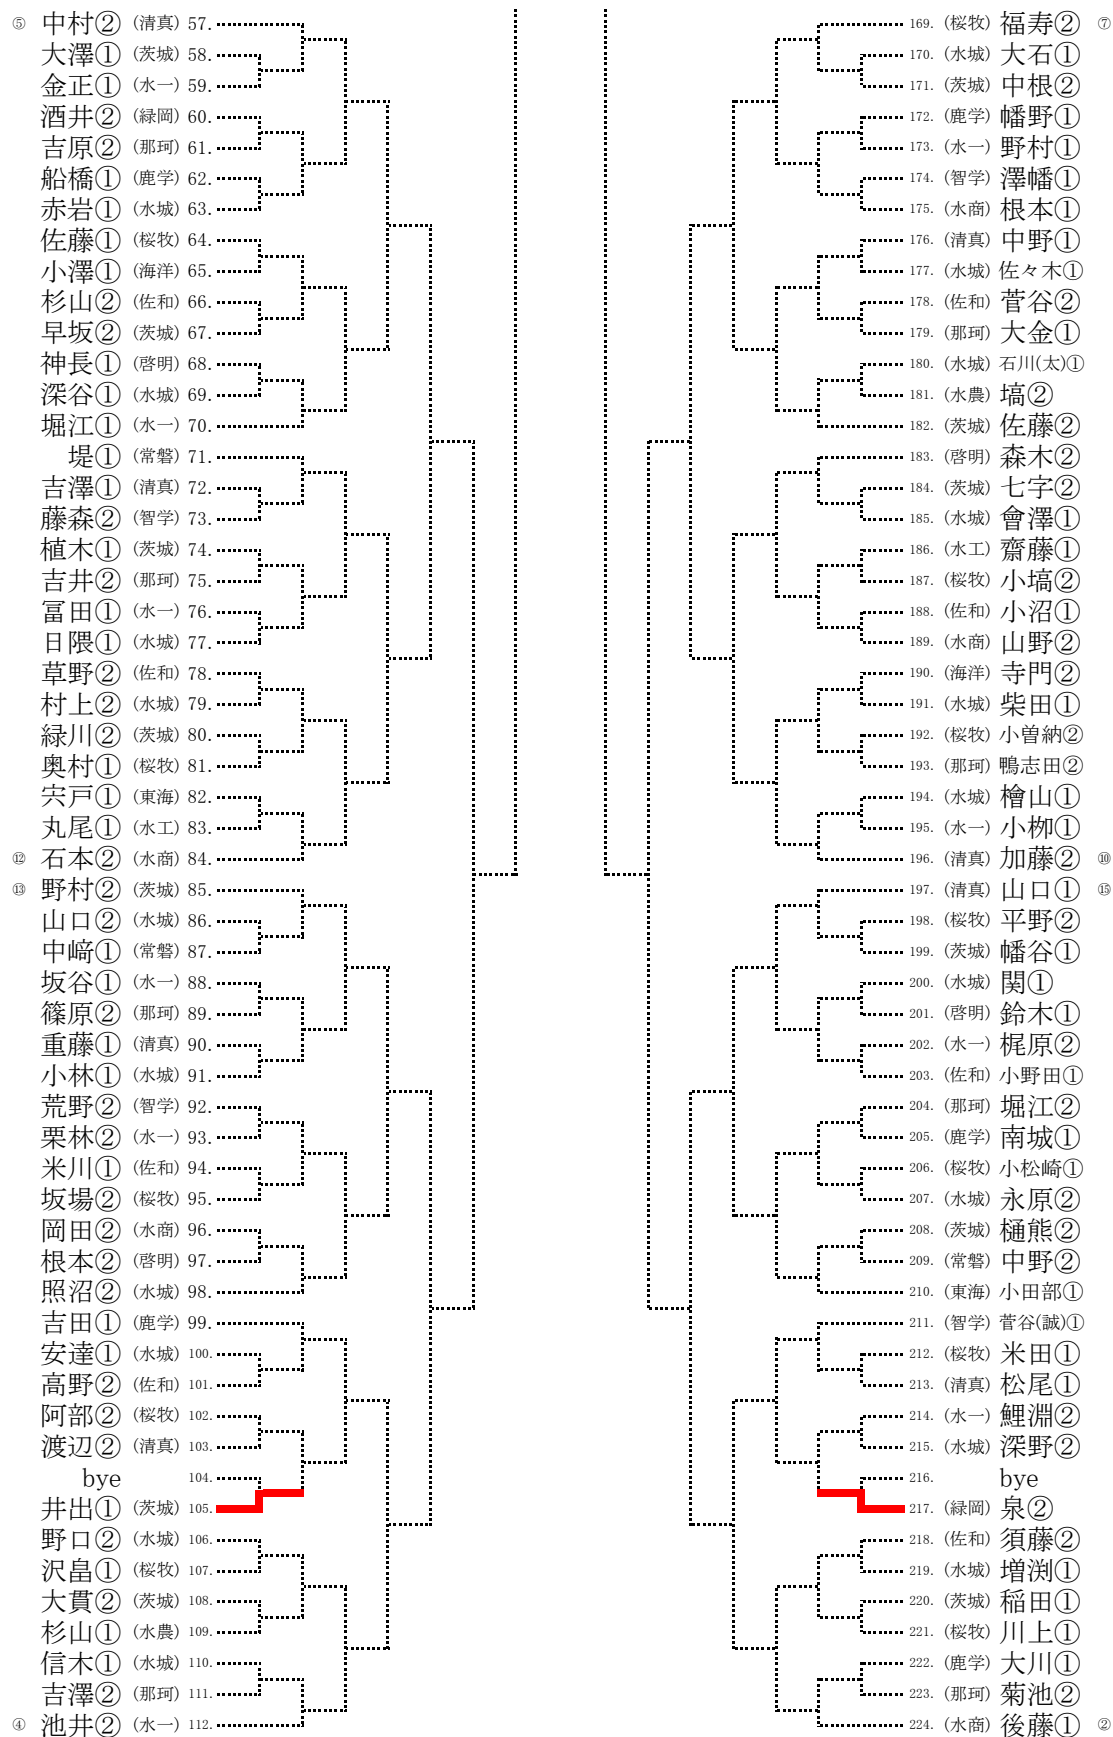 ⑤ 中村② (清真) 57.
大澤① (茨城) 58.
金正① (水一) 59.
酒井② (緑岡) 60.
吉原② (那珂) 61.
船橋① (鹿学) 62.
赤岩① (水城) 63.
佐藤① (桜牧) 64.
小澤① (海洋) 65.
杉山② (佐和) 66.
早坂② (茨城) 67.
神長① (啓明) 68.
深谷① (水城) 69.
堀江① (水一) 70.
堤① (常磐) 71.
吉澤① (清真) 72.
藤森② (智学) 73.
植木① (茨城) 74.
吉井② (那珂) 75.
冨田① (水一) 76.
日隈① (水城) 77.
草野② (佐和) 78.
村上② (水城) 79.
緑川② (茨城) 80.
奥村① (桜牧) 81.
宍戸① (東海) 82.
丸尾① (水工) 83.
⑫ 石本② (水商) 84.
⑬ 野村② (茨城) 85.
山口② (水城) 86.
中﨑① (常磐) 87.
坂谷① (水一) 88.
篠原② (那珂) 89.
重藤① (清真) 90.
小林① (水城) 91.
荒野② (智学) 92.
栗林② (水一) 93.
米川① (佐和) 94.
坂場② (桜牧) 95.
岡田② (水商) 96.
根本② (啓明) 97.
照沼② (水城) 98.
吉田① (鹿学) 99.
安達① (水城) 100.
高野② (佐和) 101.
阿部② (桜牧) 102.
渡辺② (清真) 103.
bye 104.
井出① (茨城) 105.
野口② (水城) 106.
沢畠① (桜牧) 107.
大貫② (茨城) 108.
杉山① (水農) 109.
信木① (水城) 110.
吉澤② (那珂) 111.
④ 池井② (水一) 112.
169. (桜牧) 福寿② ⑦
170. (水城) 大石①
171. (茨城) 中根②
172. (鹿学) 幡野①
173. (水一) 野村①
174. (智学) 澤幡①
175. (水商) 根本①
176. (清真) 中野①
177. (水城) 佐々木①
178. (佐和) 菅谷②
179. (那珂) 大金①
180. (水城) 石川(太)①
181. (水農) 塙②
182. (茨城) 佐藤②
183. (啓明) 森木②
184. (茨城) 七字②
185. (水城) 會澤①
186. (水工) 齋藤①
187. (桜牧) 小塙②
188. (佐和) 小沼①
189. (水商) 山野②
190. (海洋) 寺門②
191. (水城) 柴田①
192. (桜牧) 小曽納②
193. (那珂) 鴨志田②
194. (水城) 檜山①
195. (水一) 小栁①
196. (清真) 加藤② ⑩
197. (清真) 山口① ⑮
198. (桜牧) 平野②
199. (茨城) 幡谷①
200. (水城) 関①
201. (啓明) 鈴木①
202. (水一) 梶原②
203. (佐和) 小野田①
204. (那珂) 堀江②
205. (鹿学) 南城①
206. (桜牧) 小松崎①
207. (水城) 永原②
208. (茨城) 樋熊②
209. (常磐) 中野②
210. (東海) 小田部①
211. (智学) 菅谷(誠)①
212. (桜牧) 米田①
213. (清真) 松尾①
214. (水一) 鯉淵②
215. (水城) 深野②
216. bye
217. (緑岡) 泉②
218. (佐和) 須藤②
219. (水城) 増渕①
220. (茨城) 稲田①
221. (桜牧) 川上①
222. (鹿学) 大川①
223. (那珂) 菊池②
224. (水商) 後藤① ②